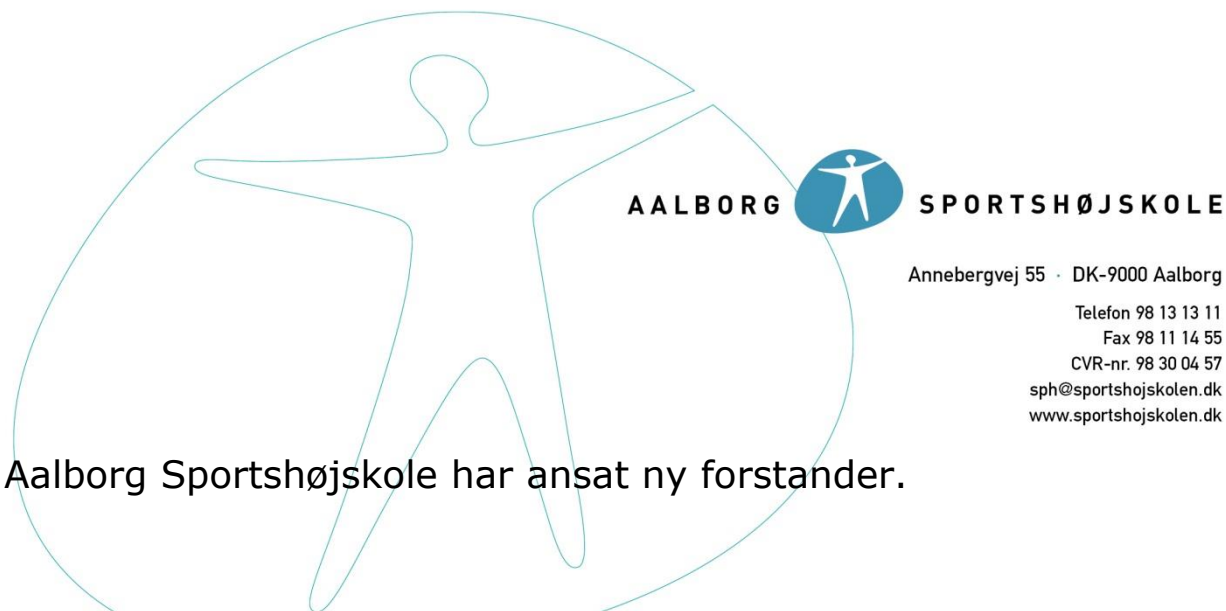 AALBORG SPORTSHØJSKOLE
Annebergvej 55 · DK-9000 Aalborg
Telefon 98 13 13 11
Fax 98 11 14 55
CVR-nr. 98 30 04 57
sph@sportshojskolen.dk
www.sportshojskolen.dk
Aalborg Sportshøjskole har ansat ny forstander.